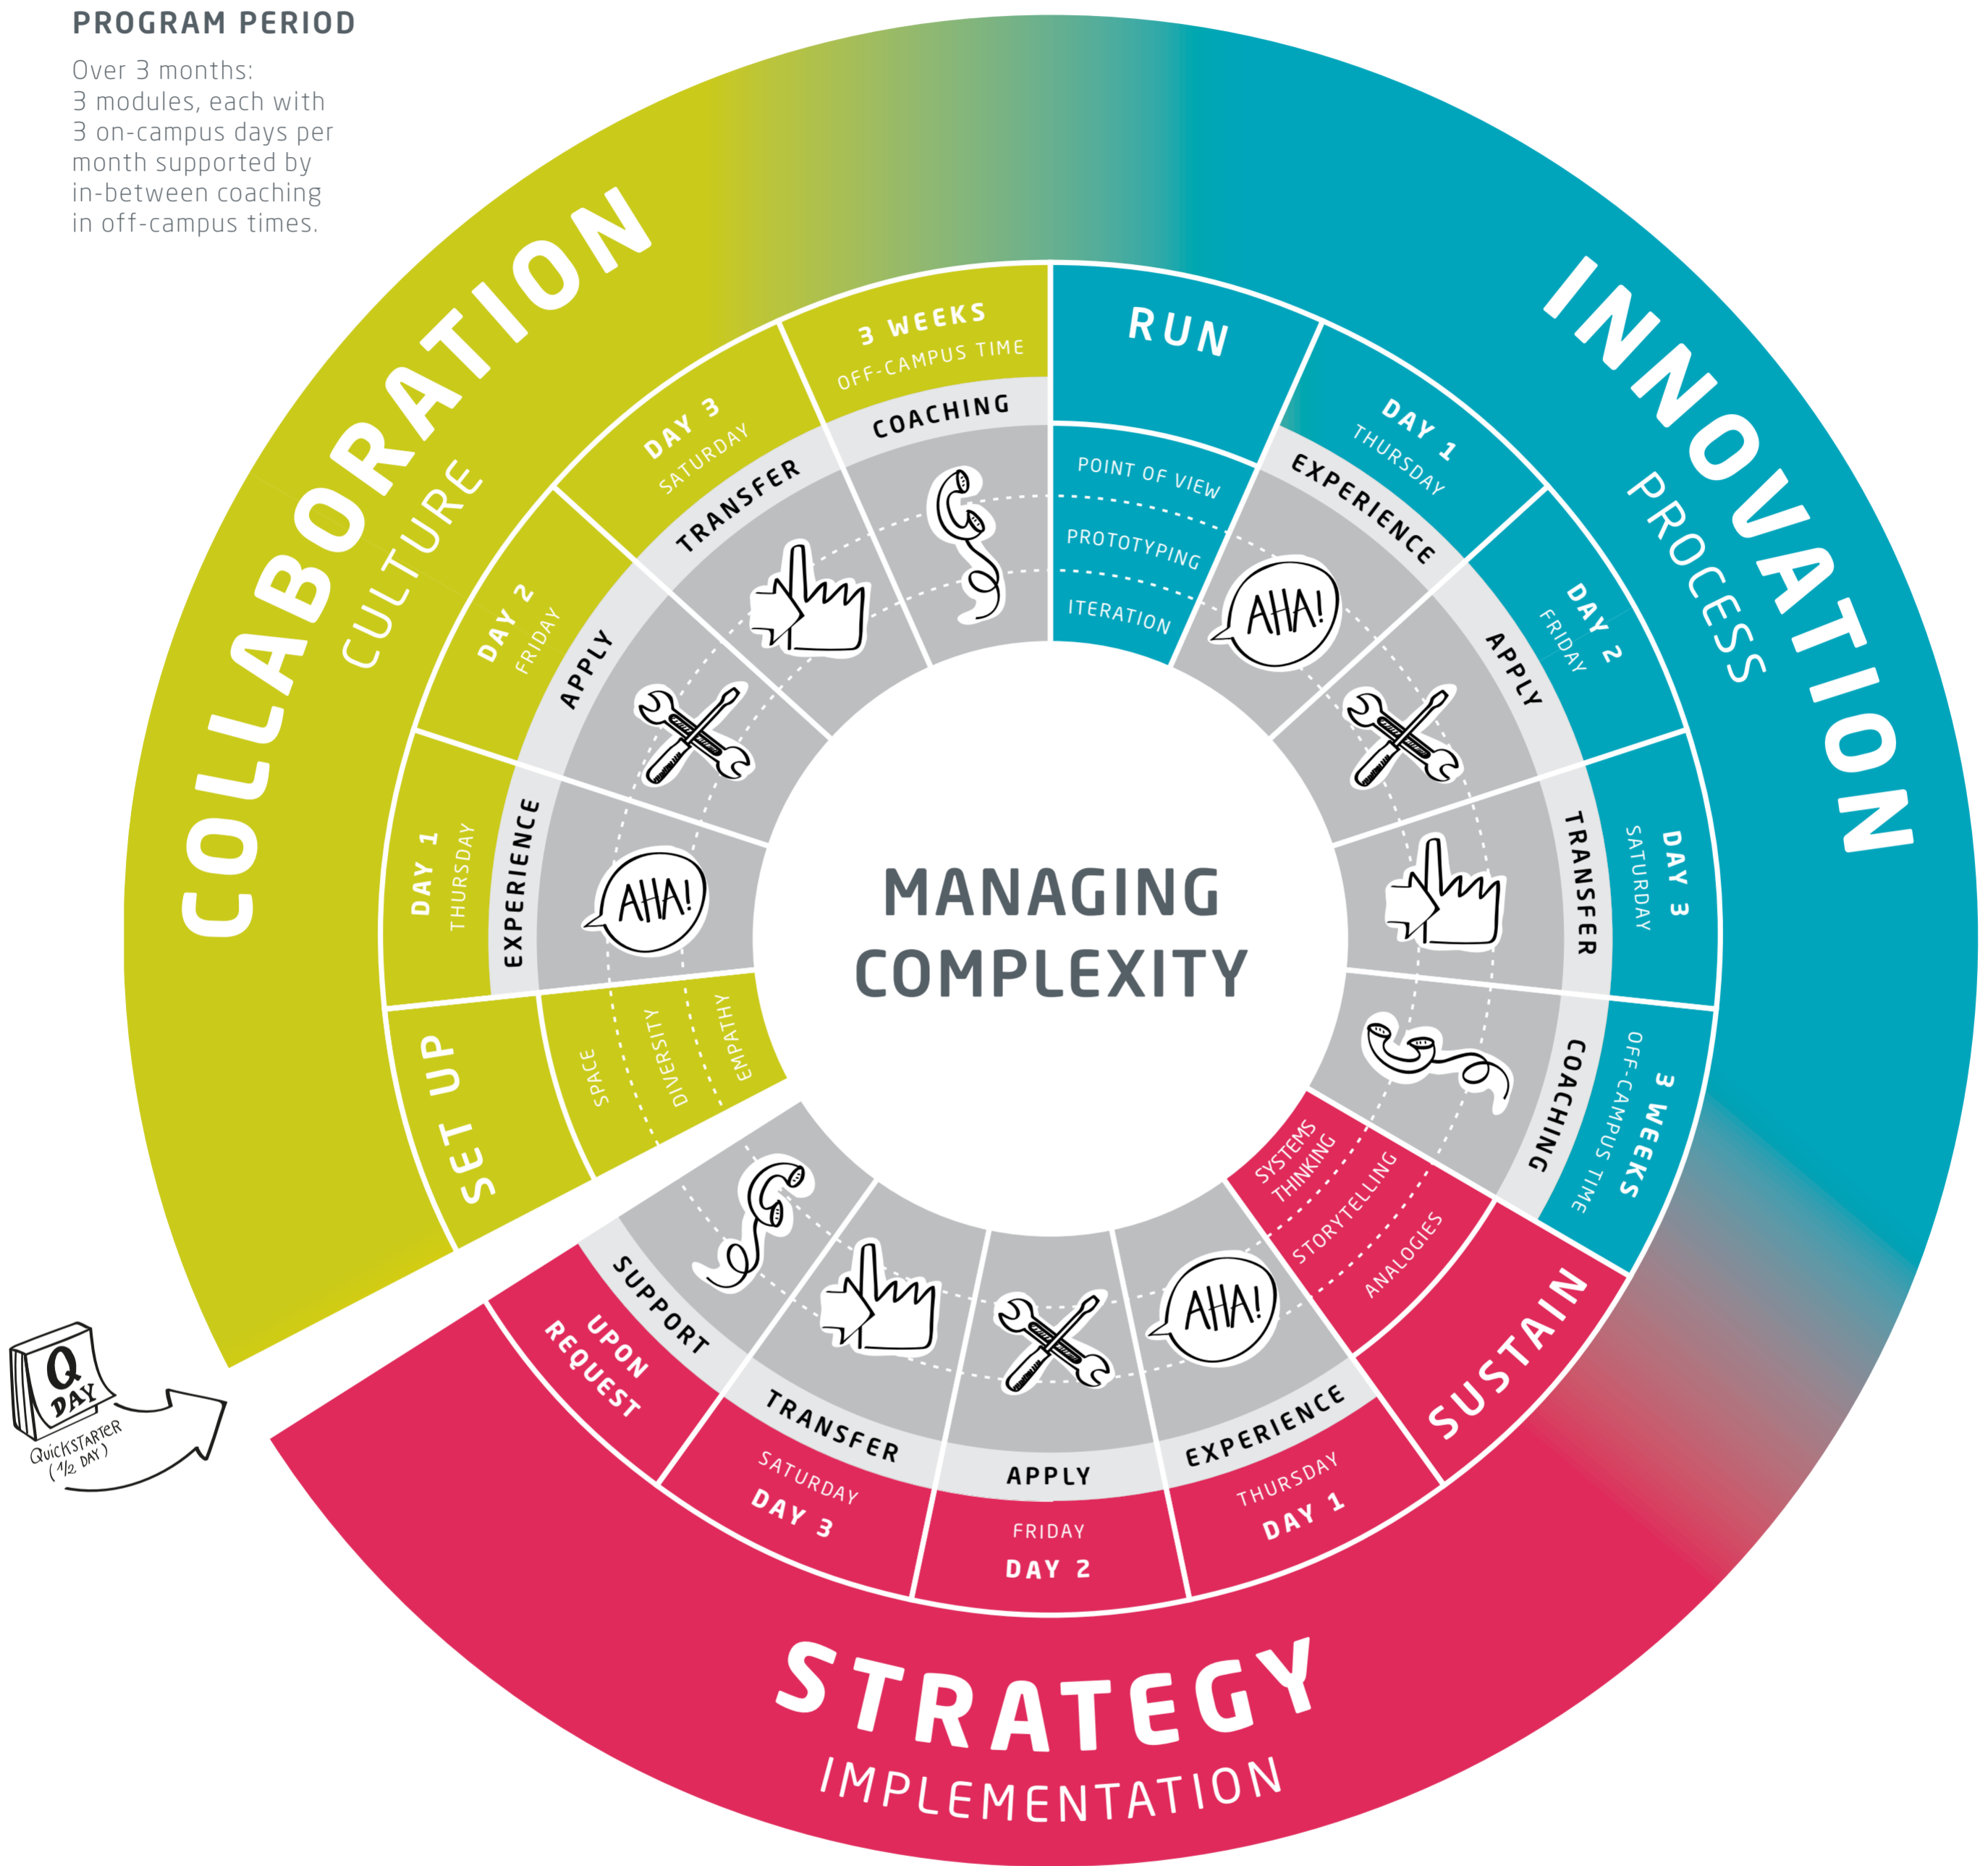 PROGRAM PERIOD
Over 3 months:
3 modules, each with
3 on-campus days per
month supported by
in-between coaching
in off-campus times.
Q
DAY
QUICKSTARTER
(1/2 DAY)
COLLABORATION
CULTURE
SET UP
SPACE
DIVERSITY
EMPATHY
DAY 1
THURSDAY
EXPERIENCE
AHA!
DAY 2
FRIDAY
APPLY
DAY 3
SATURDAY
TRANSFER
3 WEEKS
OFF-CAMPUS TIME
COACHING
INNOVATION
PROCESS
RUN
POINT OF VIEW
PROTOTYPING
ITERATION
DAY 1
THURSDAY
EXPERIENCE
AHA!
DAY 2
FRIDAY
APPLY
DAY 3
SATURDAY
TRANSFER
3 WEEKS
OFF-CAMPUS TIME
COACHING
STRATEGY
IMPLEMENTATION
SUSTAIN
SYSTEMS
THINKING
STORYTELLING
ANALOGIES
EXPERIENCE
THURSDAY
DAY 1
AHA!
APPLY
FRIDAY
DAY 2
TRANSFER
SATURDAY
DAY 3
SUPPORT
UPON
REQUEST
MANAGING
COMPLEXITY